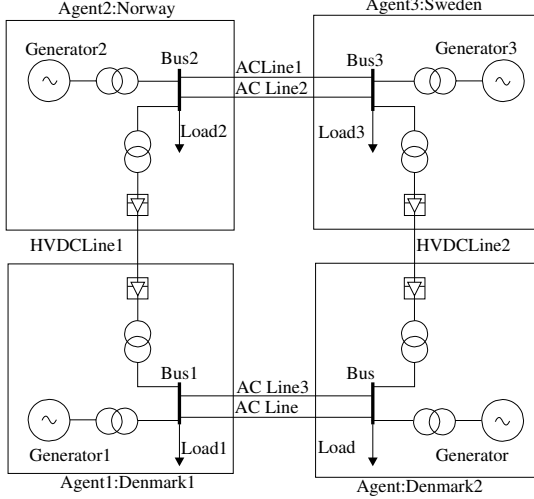 Agent2:Norway
Agent3:Sweden
Generator2
Bus2
ACLine1
Bus3
Generator3
AC Line2
Load2
Load3
HVDCLine1
HVDCLine2
Bus1
AC Line3
Bus
AC Line
Generator1
Load1
Load
Generator
Agent1:Denmark1
Agent:Denmark2